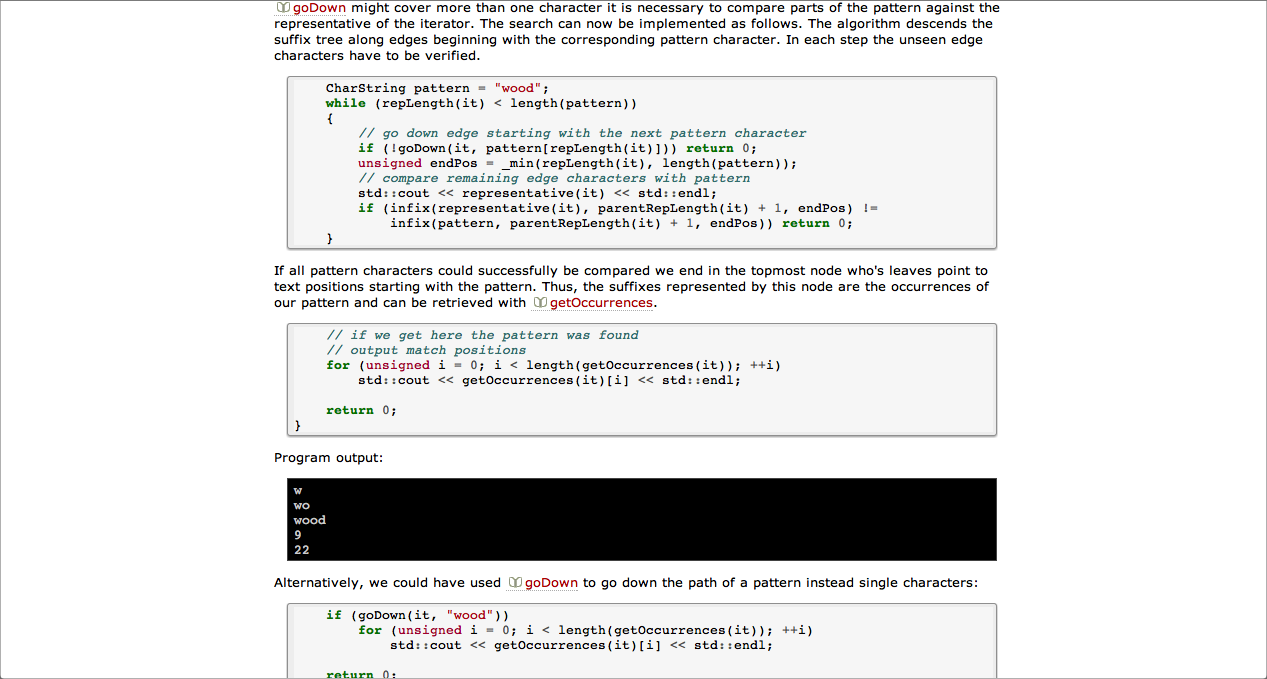 goDown might cover more than one character it is necessary to compare parts of the pattern against the
representative of the iterator. The search can now be implemented as follows. The algorithm descends the
suffix tree along edges beginning with the corresponding pattern character. In each step the unseen edge
characters have to be verified.
CharString pattern = "wood";
while (repLength(it) < length(pattern))
{
// go down edge starting with the next pattern character
if (!goDown(it, pattern[repLength(it)])) return 0;
unsigned endPos = _min(repLength(it), length(pattern));
// compare remaining edge characters with pattern
std::cout << representative(it) << std::endl;
if (infix(representative(it), parentRepLength(it) + 1, endPos) !=
infix(pattern, parentRepLength(it) + 1, endPos)) return 0;
}
If all pattern characters could successfully be compared we end in the topmost node who's leaves point to
text positions starting with the pattern. Thus, the suffixes represented by this node are the occurrences of
our pattern and can be retrieved with getOccurrences.
// if we get here the pattern was found
// output match positions
for (unsigned i = 0; i < length(getOccurrences(it)); ++i)
std::cout << getOccurrences(it)[i] << std::endl;
return 0;
}
Program output:
w
wo
wood
9
22
Alternatively, we could have used goDown to go down the path of a pattern instead single characters:
if (goDown(it, "wood"))
for (unsigned i = 0; i < length(getOccurrences(it)); ++i)
std::cout << getOccurrences(it)[i] << std::endl;
return 0;